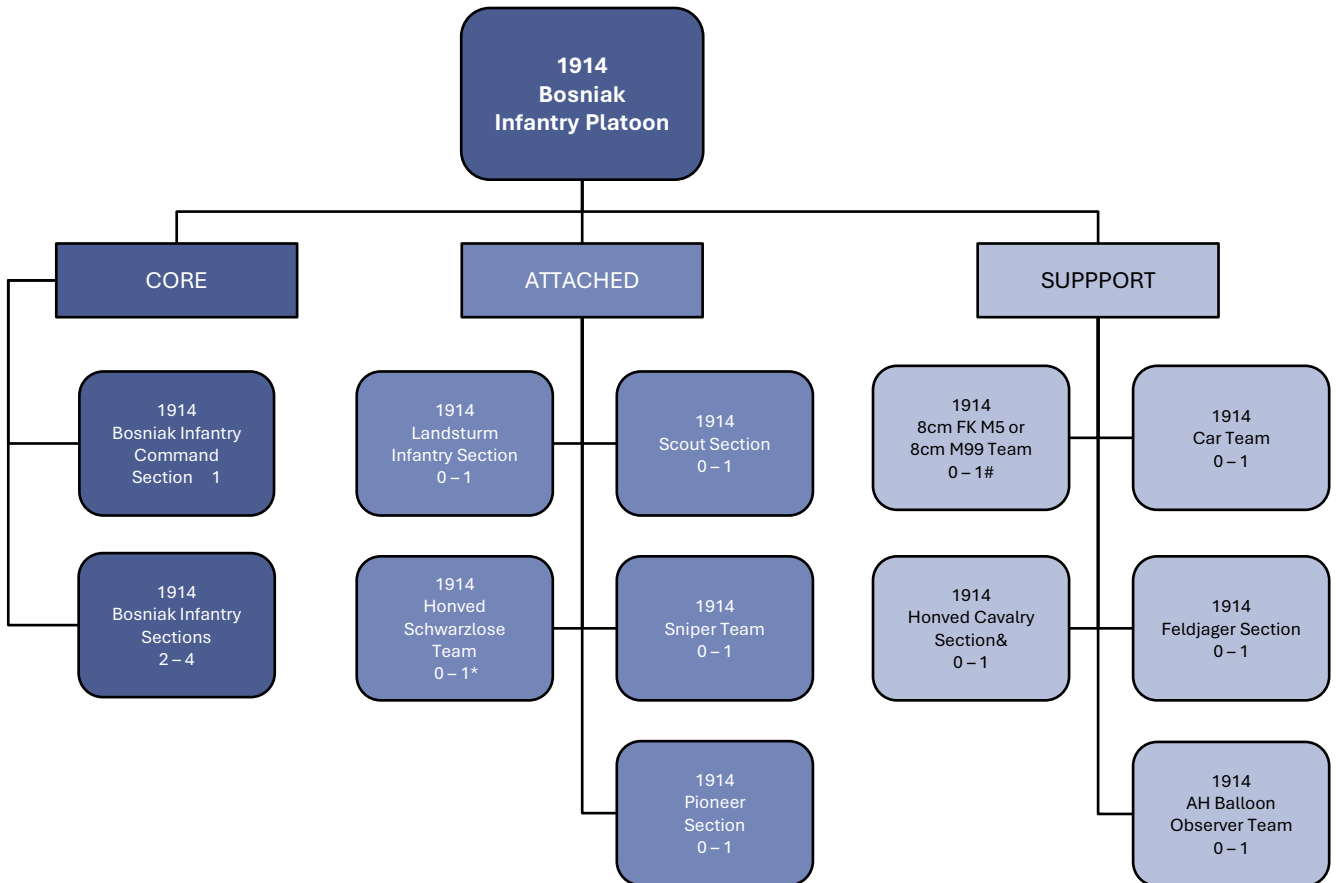 1914
Bosniak
Infantry Platoon
CORE
ATTACHED
SUPPPORT
1914
Bosniak Infantry
Command
Section 1
1914
Bosniak Infantry
Sections
2 – 4
1914
Landsturm
Infantry Section
0 – 1
1914
Scout Section
0 – 1
1914
Honved
Schwarzlose
Team
0 – 1*
1914
Sniper Team
0 – 1
1914
Pioneer
Section
0 – 1
1914
8cm FK M5 or
8cm M99 Team
0 – 1#
1914
Car Team
0 – 1
1914
Honved Cavalry
Section&
0 – 1
1914
Feldjager Section
0 – 1
1914
AH Balloon
Observer Team
0 – 1